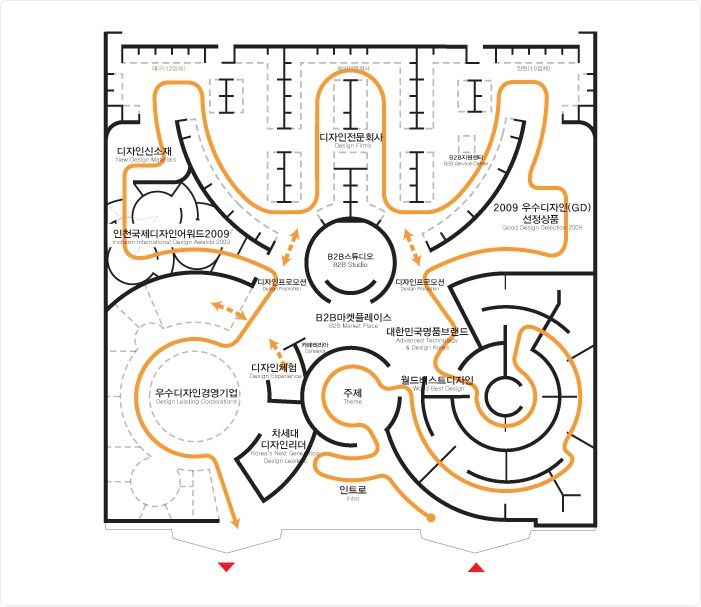 대구(12업체)
인천(10업체)
디자인전문회사
Design Firms
디자인신소재
New Design Materials
B2B지원센터
B2B Service Center
2009 우수디자인(GD)
선정상품
Good Design Selection 2009
인천국제디자인어워드2009
Incheon International Design Awards 2009
B2B스튜디오
B2B Studio
디자인프로모션
Design Promotion
디자인프로모션
Design Promotion
B2B마켓플레이스
B2B Market Place
대한민국명품브랜드
Advanced Technology
& Design Korea
카페테리아
Cafeteria
디자인체험
Design Experience
월드베스트디자인
World Best Design
우수디자인경영기업
Design Leading Corporations
주제
Theme
차세대
디자인리더
Korea's Next Generation
Design Leaders
인트로
Intro